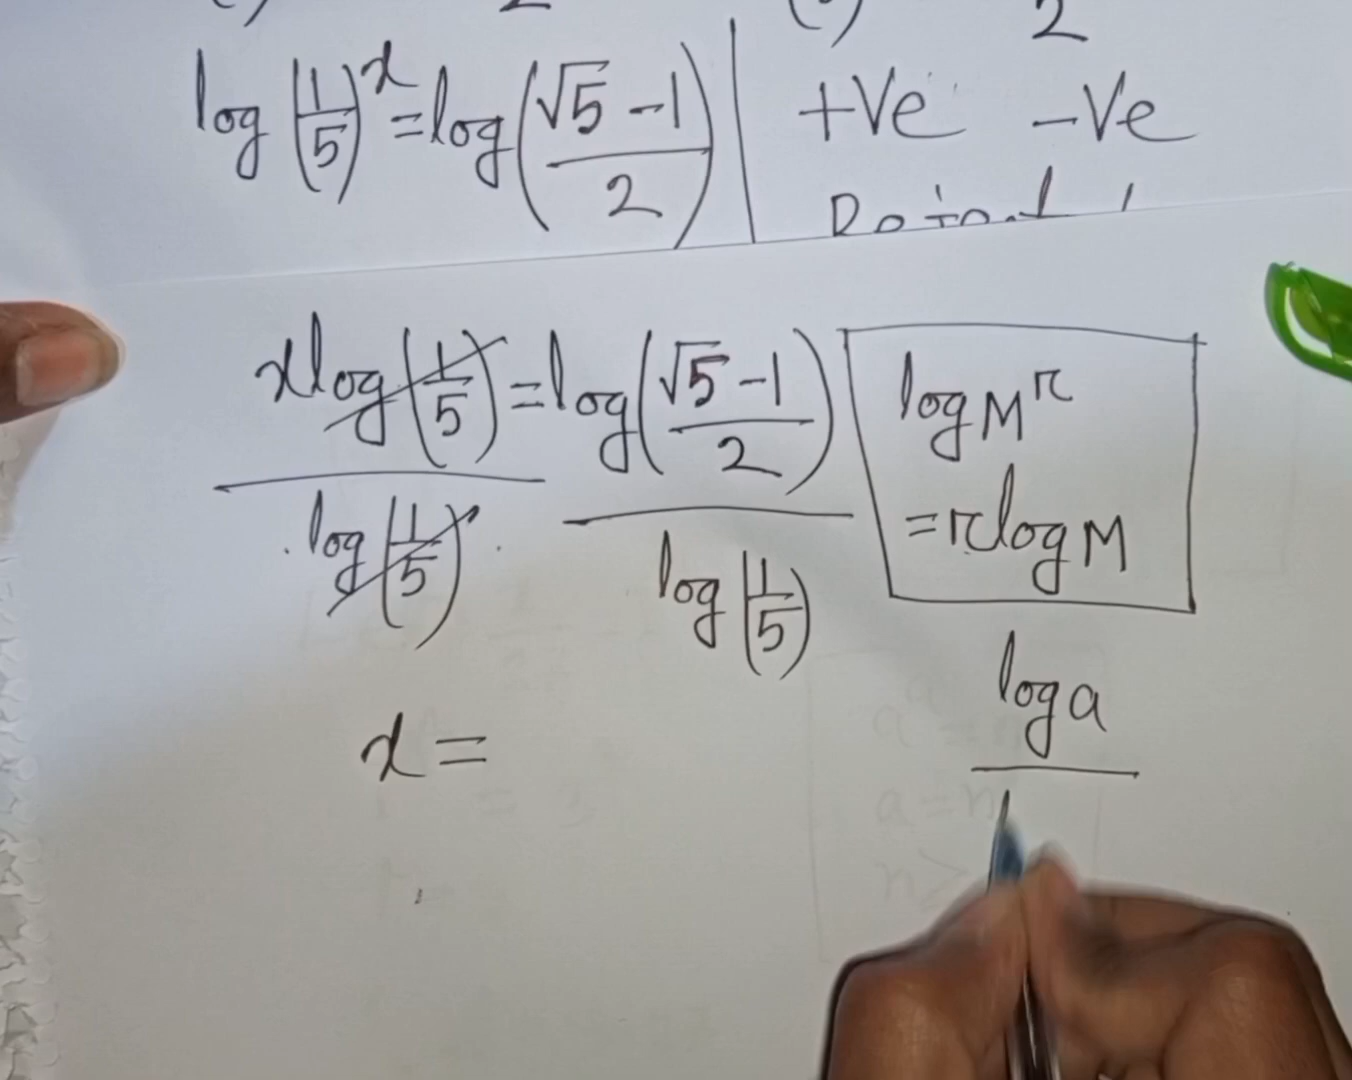 2
log (1/5)^x = log (√5 - 1 / 2)
+Ve -Ve
x log (1/5) = log (√5 - 1 / 2)
log (1/5) log (1/5)
log M^r
= r log M
x =
log a